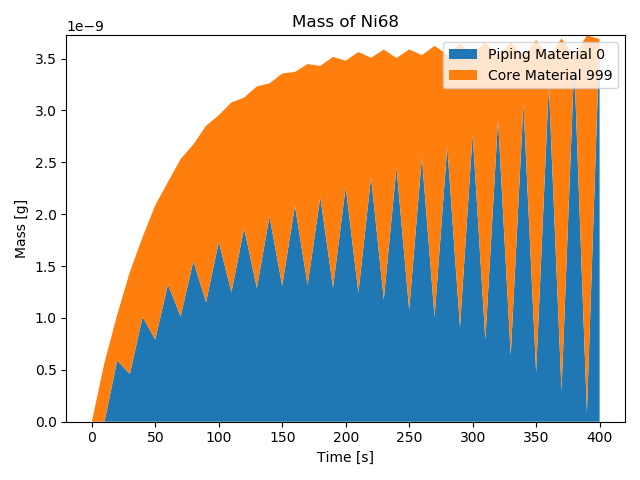 Mass of Ni68
1e−9
Piping Material 0
Core Material 999
Mass [g]
3.5
3.0
2.5
2.0
1.5
1.0
0.5
0.0
0 50 100 150 200 250 300 350 400
Time [s]